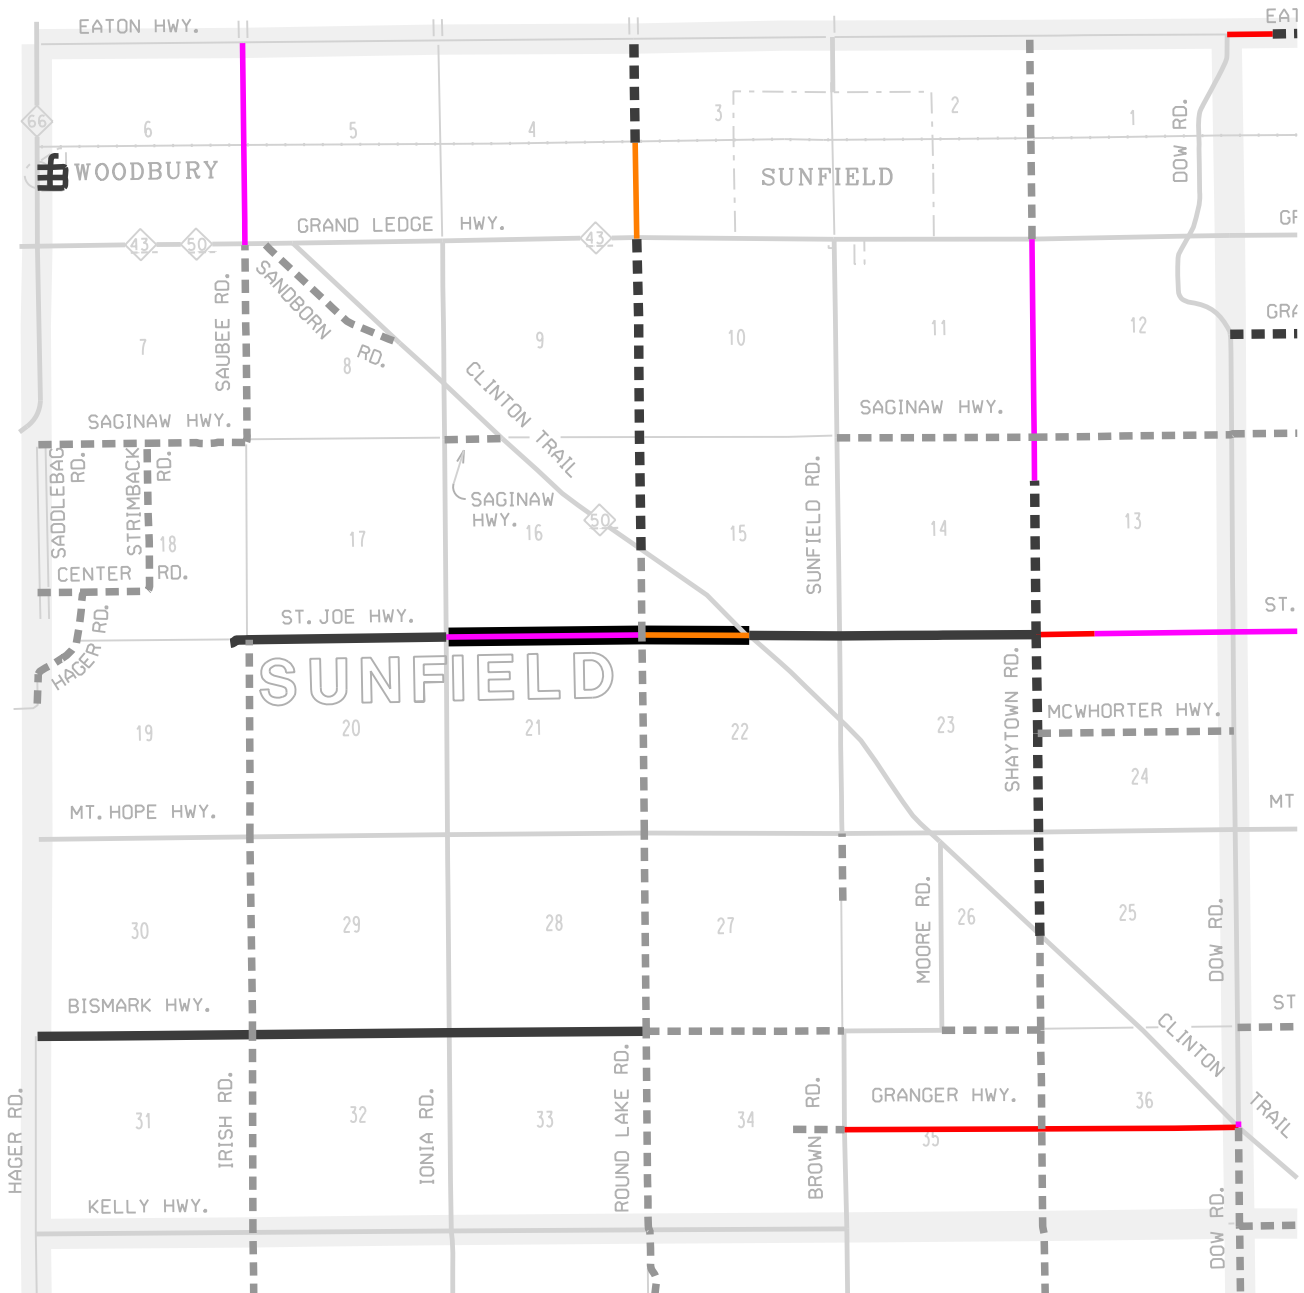 EATON HWY.
EAT
66
6
5
4
3
2
1
DOW RD.
WOODBURY
SUNFIELD
GRAND LEDGE HWY.
43
50
43
GR
SAUBEE RD.
SANDBORN RD.
7
8
9
10
11
12
GRA
CLINTON TRAIL
SAGINAW HWY.
SAGINAW HWY.
SADDLEBAG RD.
STRIMBACK RD.
SAGINAW
HWY.
50
SUNFIELD RD.
18
17
16
15
14
13
CENTER RD.
HAGER RD.
ST. JOE HWY.
ST.
SUNFIELD
SHAYTOWN RD.
MCWHORTER HWY.
19
20
21
22
23
24
MT. HOPE HWY.
MT
30
29
28
27
26
25
MOORE RD.
DOW RD.
BISMARK HWY.
ST
CLINTON TRAIL
HAGER RD.
IRISH RD.
IONIA RD.
ROUND LAKE RD.
BROWN RD.
GRANGER HWY.
31
32
33
34
35
36
KELLY HWY.
DOW RD.